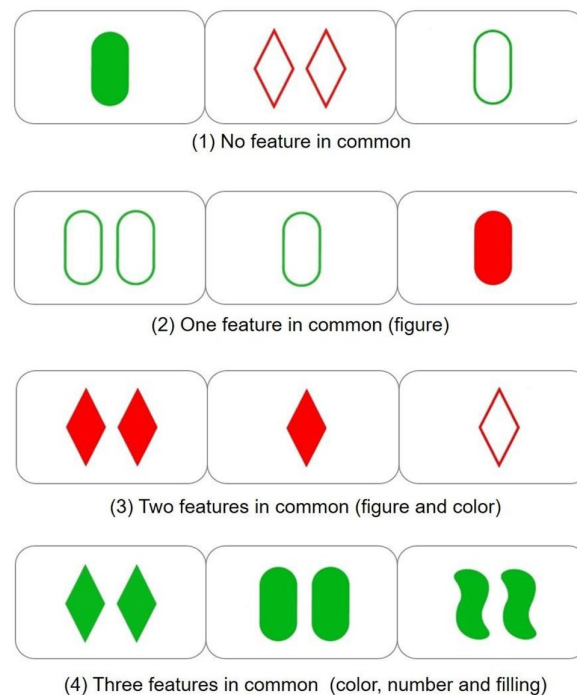 (1) No feature in common
(2) One feature in common (figure)
(3) Two features in common (figure and color)
(4) Three features in common (color, number and filling)